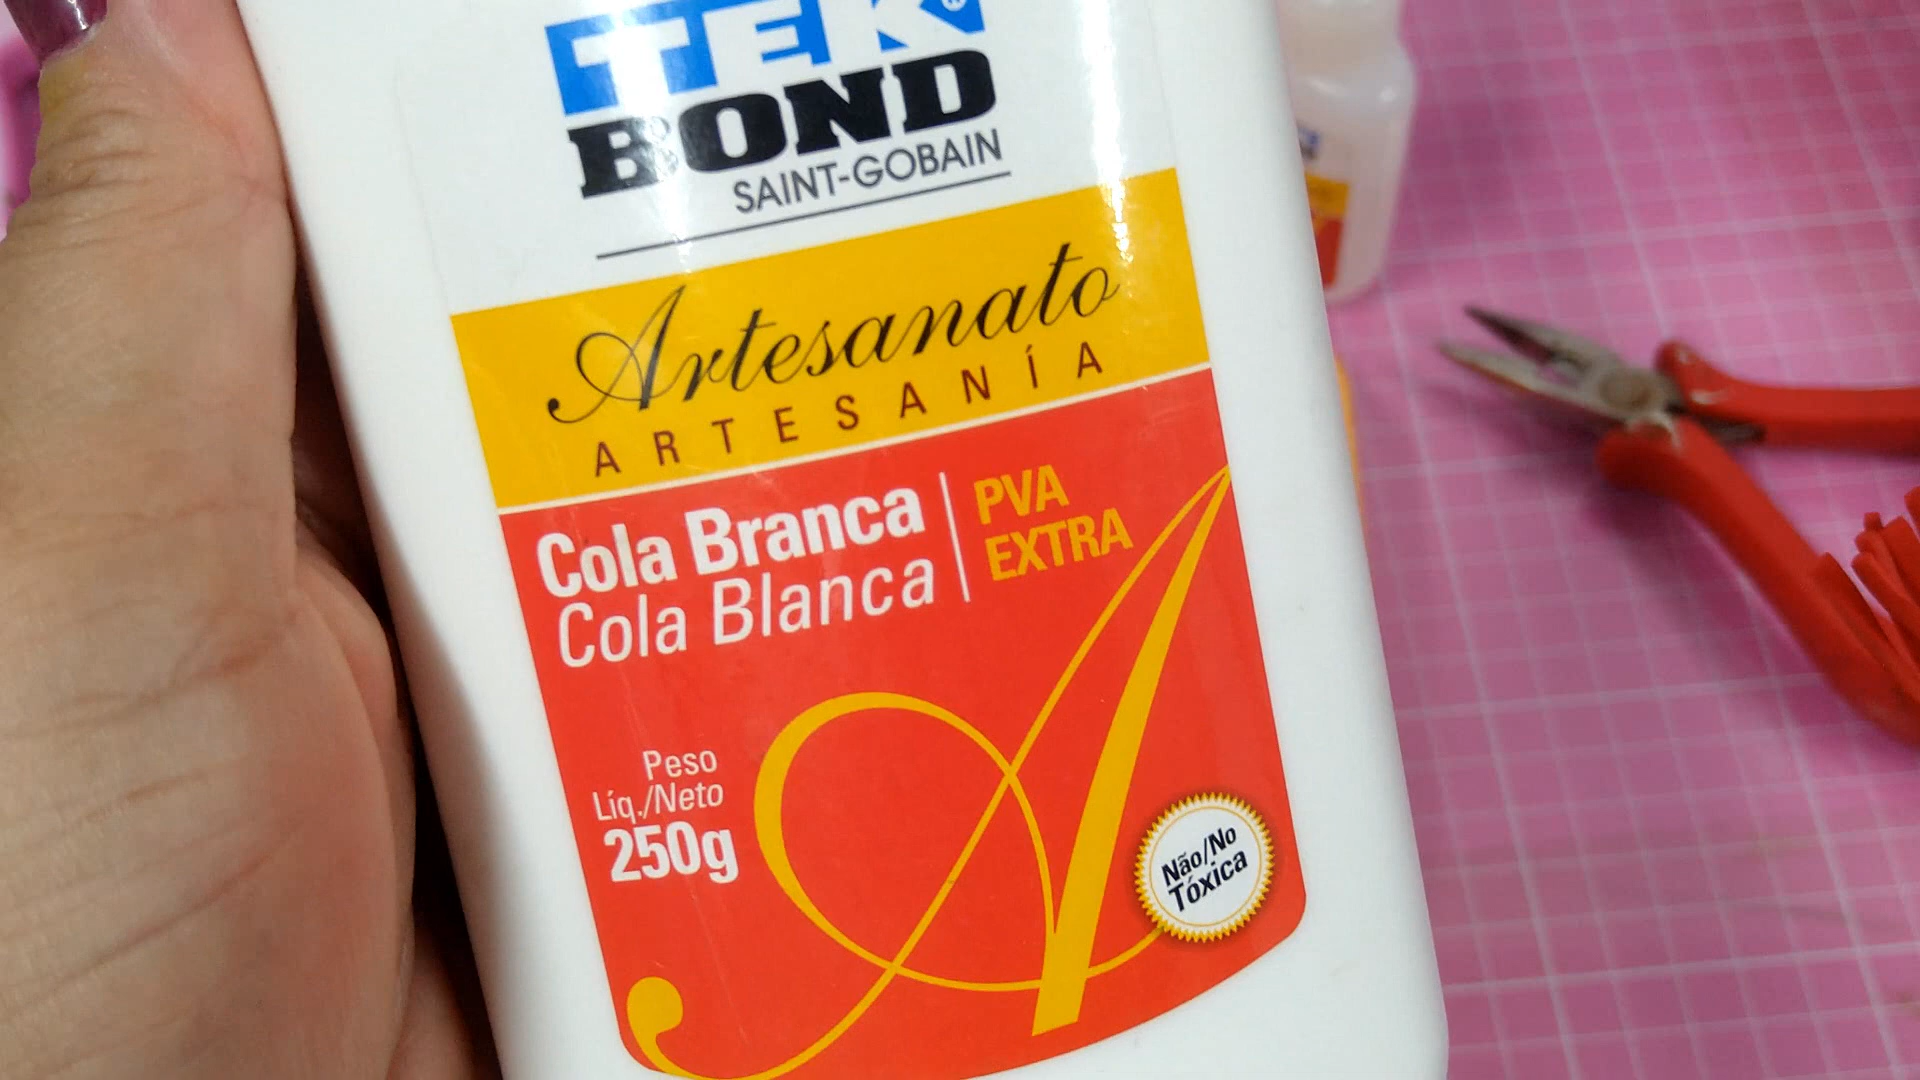 TEK
BOND
SAINT-GOBAIN
Artesanato
ARTESANÍA
Cola Branca
Cola Blanca
PVA
EXTRA
Peso
Líq./Neto
250g
Não/No
Tóxica